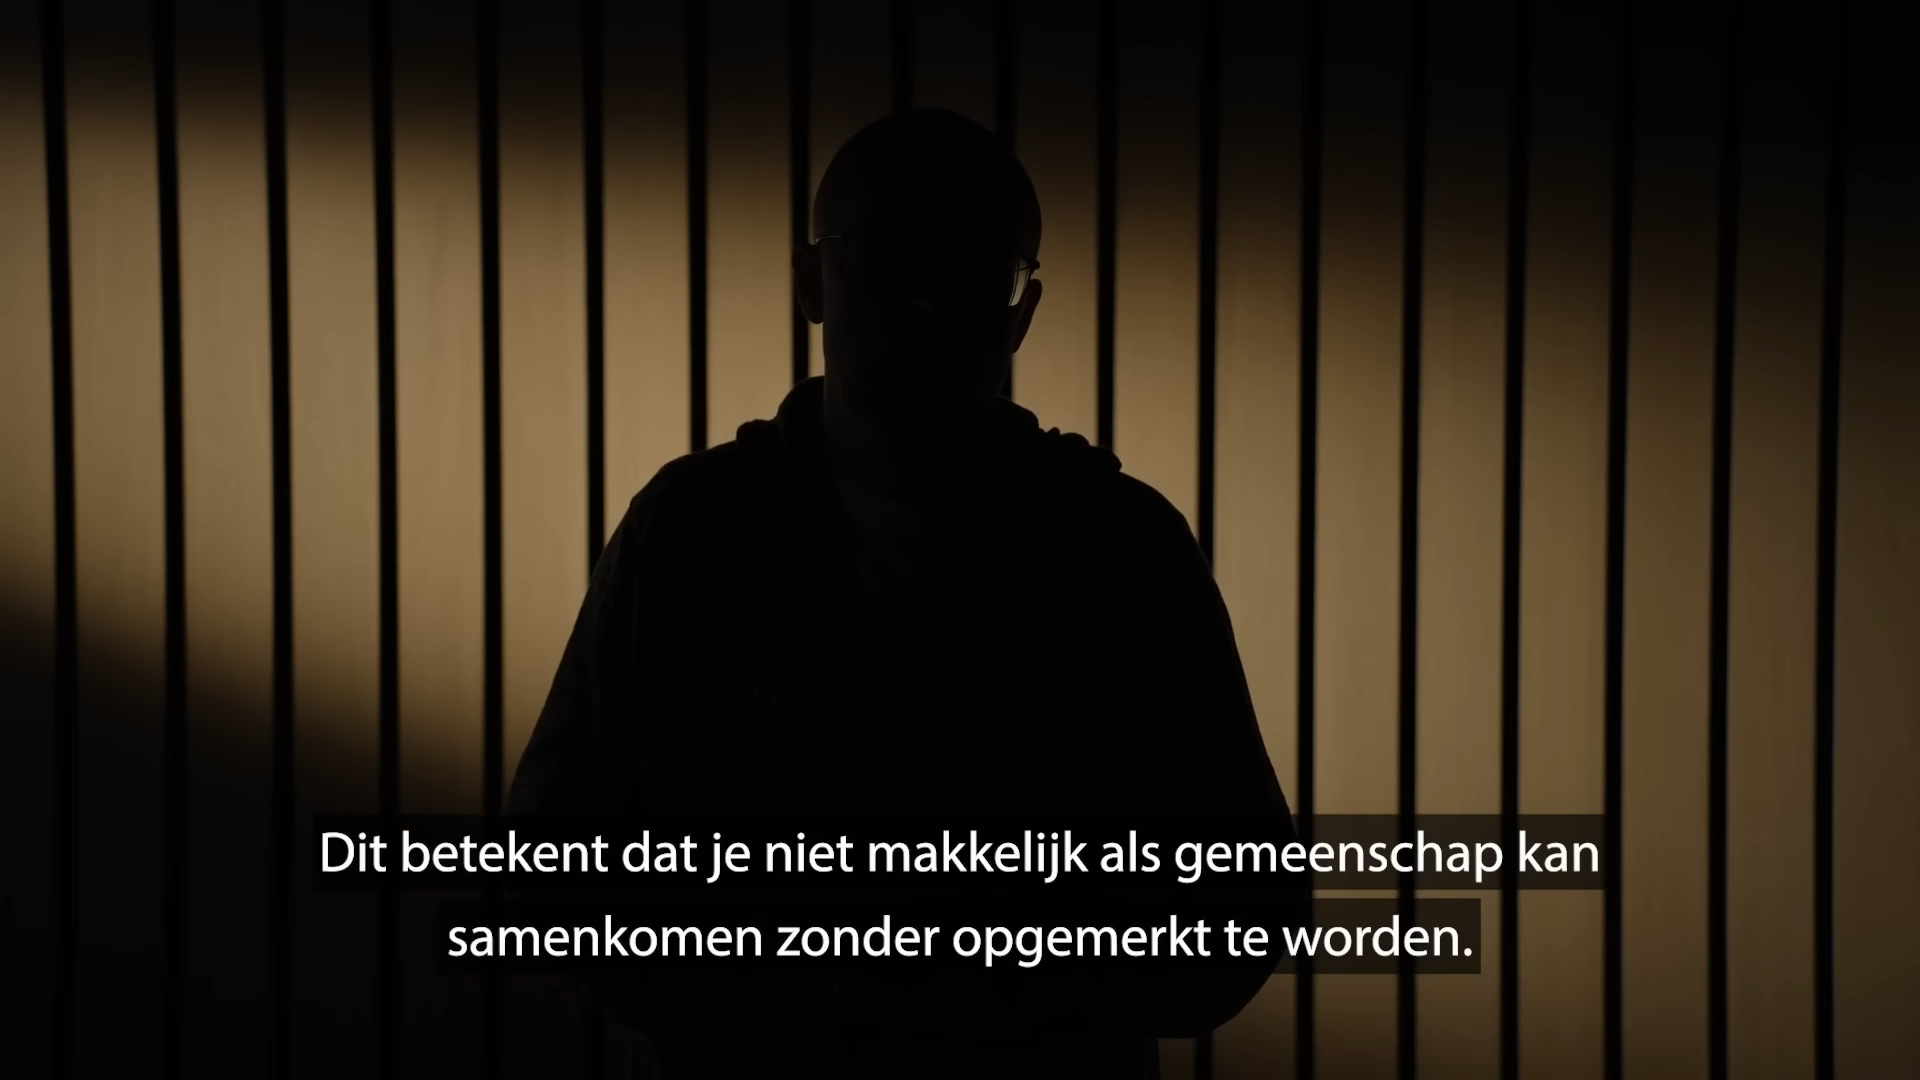 Dit betekent dat je niet makkelijk als gemeenschap kan
samenkomen zonder opgemerkt te worden.